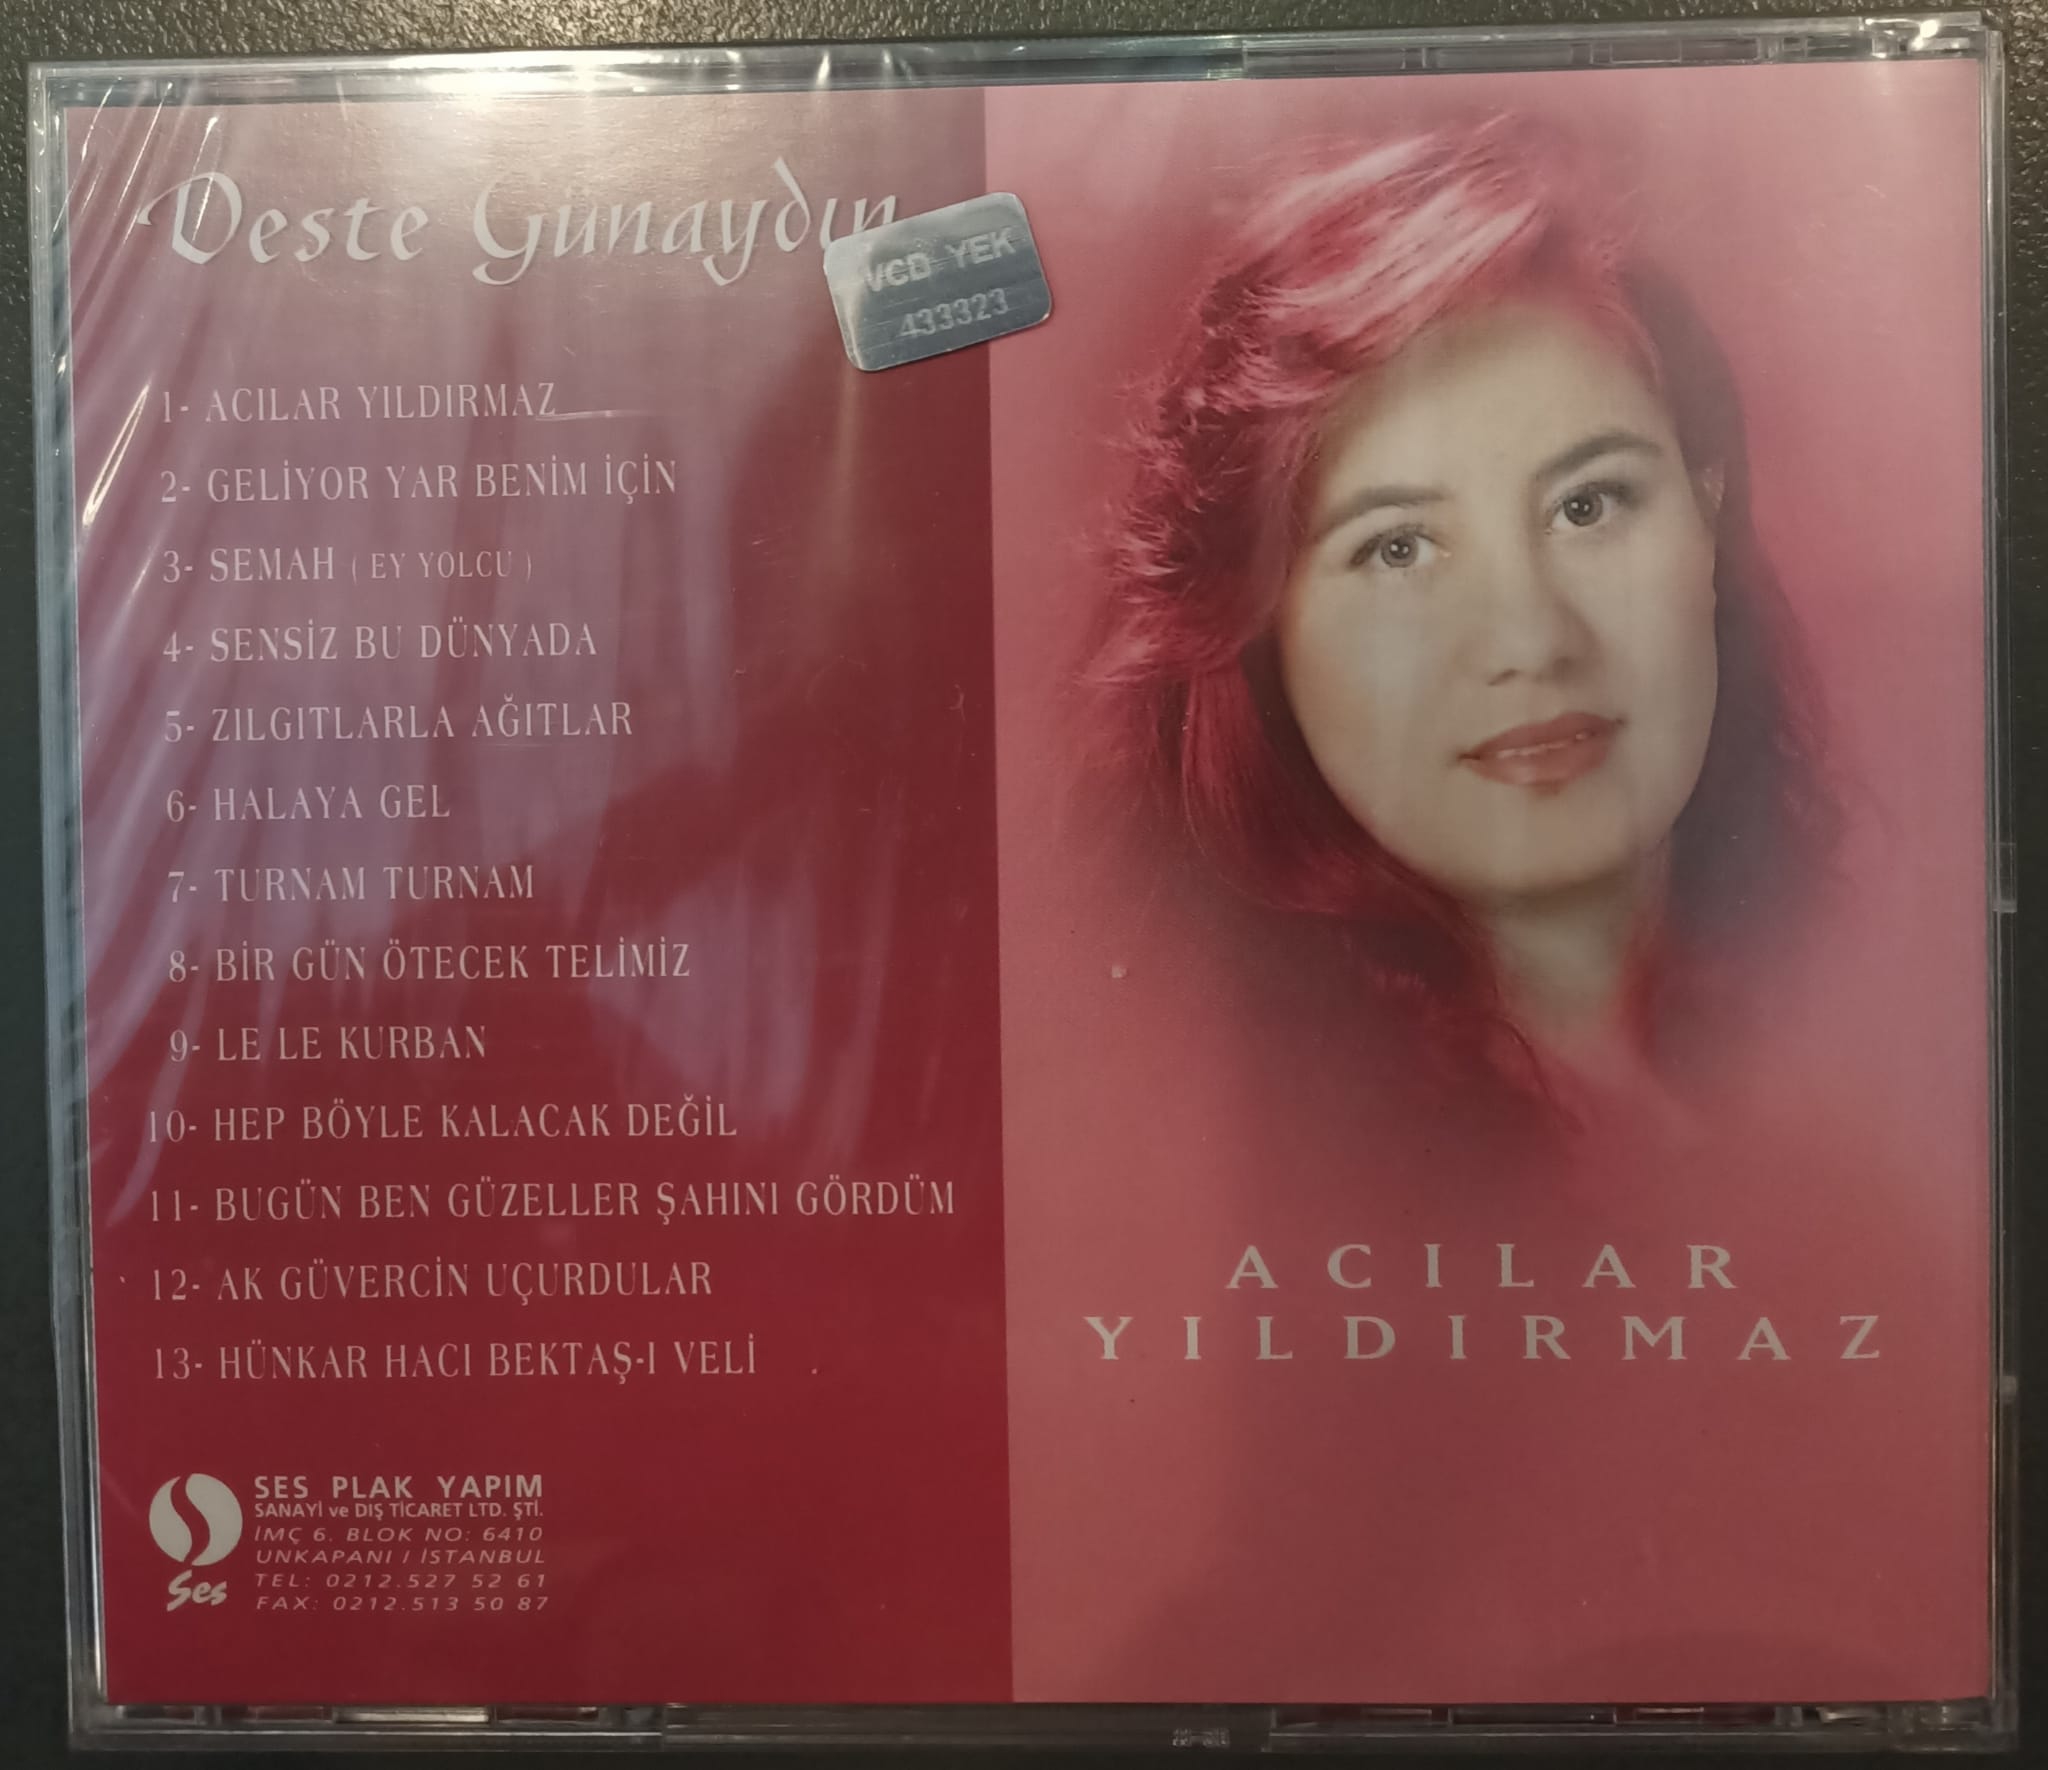 Deste Günaydın
VCD YEK
433323
1- ACILAR YILDIRMAZ
2- GELİYOR YAR BENİM İÇİN
3- SEMAH ( EY YOLCU )
4- SENSİZ BU DÜNYADA
5- ZILGITLARLA AĞITLAR
6- HALAYA GEL
7- TURNAM TURNAM
8- BİR GÜN ÖTECEK TELİMİZ
9- LE LE KURBAN
10- HEP BÖYLE KALACAK DEĞİL
11- BUGÜN BEN GÜZELLER ŞAHINI GÖRDÜM
12- AK GÜVERCİN UÇURDULAR
13- HÜNKAR HACI BEKTAŞ-I VELİ
ACILAR
YILDIRMAZ
Ses
SES PLAK YAPIM
SANAYİ ve DIŞ TİCARET LTD. ŞTİ.
İMÇ 6. BLOK NO: 6410
UNKAPANI / İSTANBUL
TEL: 0212.527 52 61
FAX: 0212.513 50 87